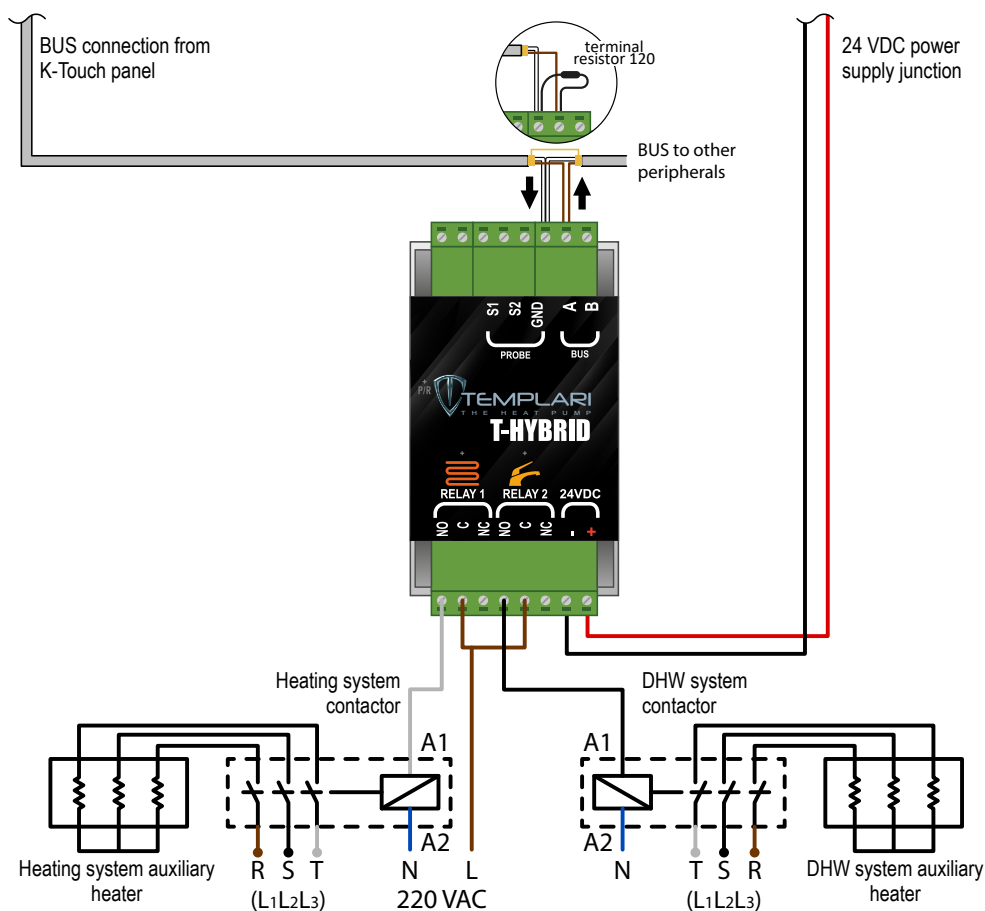 BUS connection from
K-Touch panel
terminal
resistor 120
24 VDC power
supply junction
BUS to other
peripherals
S1
S2
GND
A
B
PROBE
BUS
+
P/R
TEMPLARI
THE HEAT PUMP
T-HYBRID
+
+
RELAY 1
RELAY 2
24VDC
NO
C
NC
NO
C
NC
-
+
Heating system
contactor
DHW system
contactor
A1
A1
A2
A2
Heating system auxiliary
heater
R S T
(L1L2L3)
N
L
220 VAC
N
T S R
(L1L2L3)
DHW system auxiliary
heater